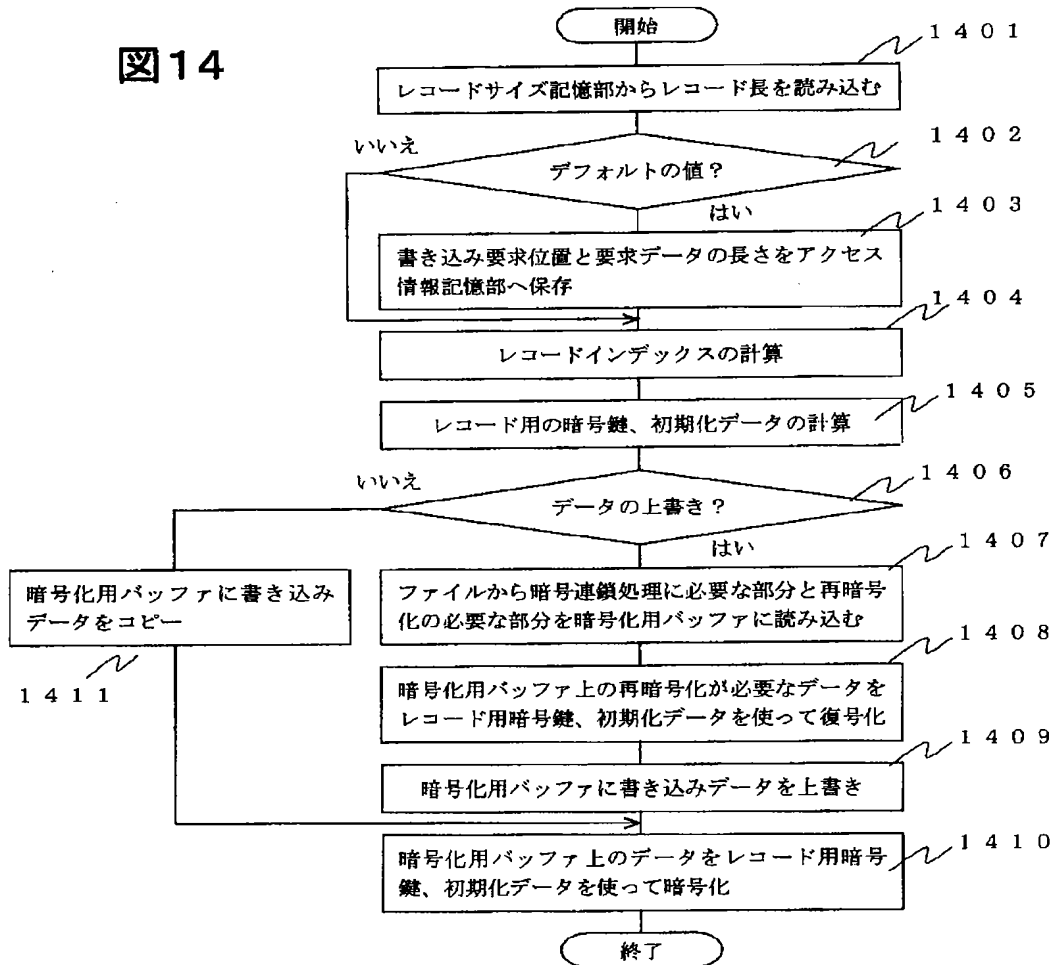 図14
開始
1401
レコードサイズ記憶部からレコード長を読み込む
1402
いいえ
デフォルトの値？
はい
1403
書き込み要求位置と要求データの長さをアクセス
情報記憶部へ保存
1404
レコードインデックスの計算
1405
レコード用の暗号鍵、初期化データの計算
1406
いいえ
データの上書き？
はい
1407
ファイルから暗号連鎖処理に必要な部分と再暗号
化の必要な部分を暗号化用バッファに読み込む
暗号化用バッファに書き込み
データをコピー
1411
1408
暗号化用バッファ上の再暗号化が必要なデータを
レコード用暗号鍵、初期化データを使って復号化
1409
暗号化用バッファに書き込みデータを上書き
1410
暗号化用バッファ上のデータをレコード用暗号
鍵、初期化データを使って暗号化
終了